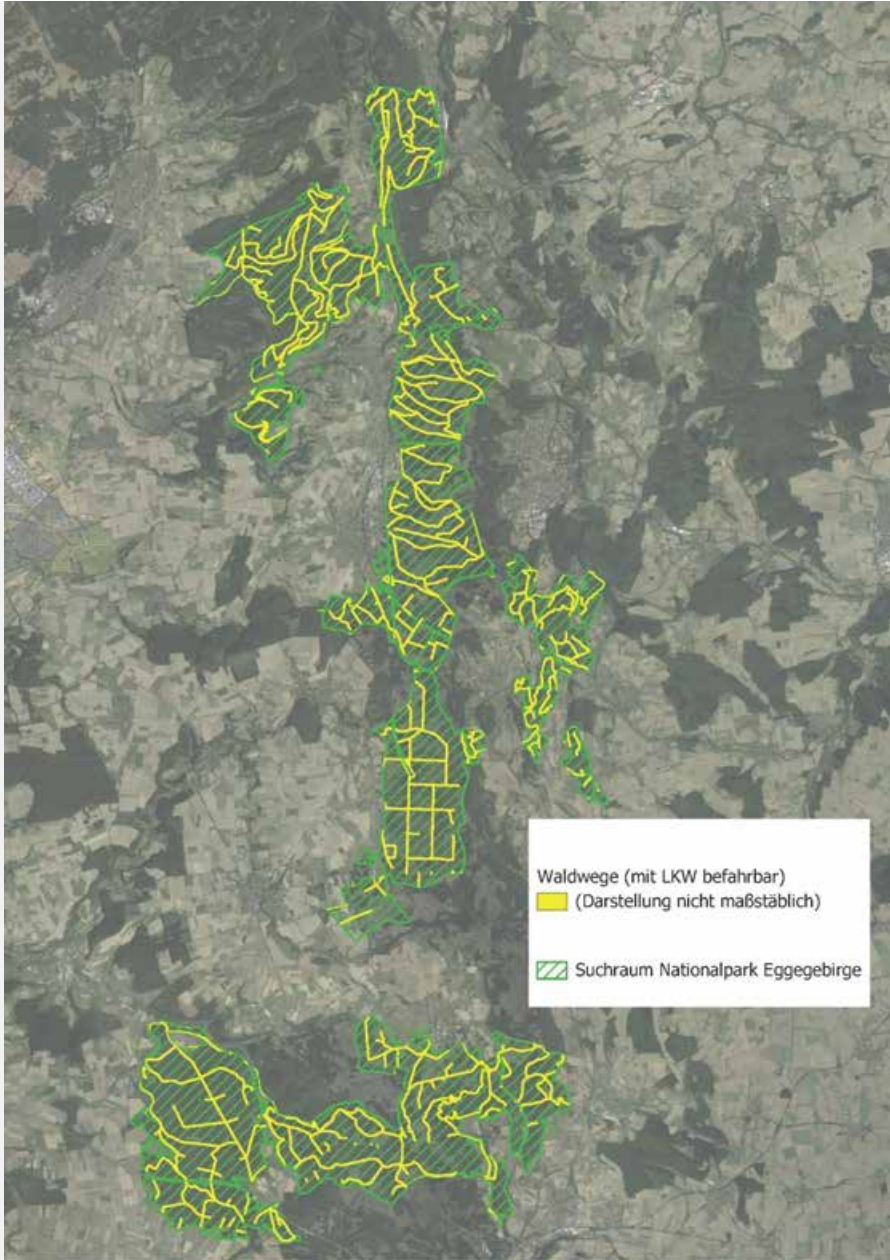 Waldwege (mit LKW befahrbar)
(Darstellung nicht maßstäblich)
Suchraum Nationalpark Eggegebirge